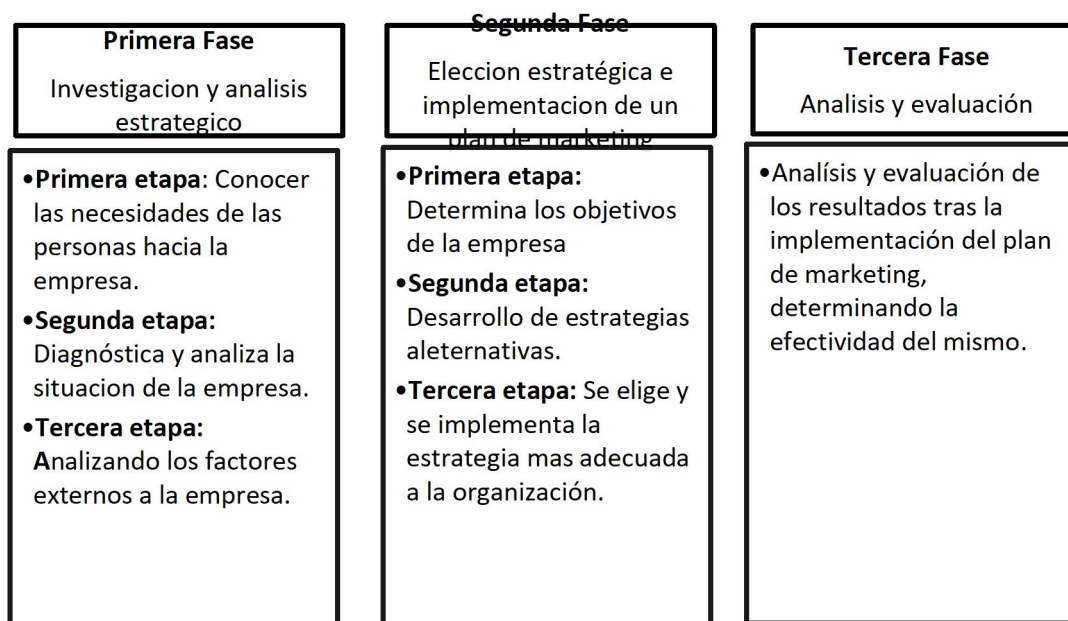 Primera Fase
Investigacion y analisis
estrategico
•Primera etapa: Conocer
las necesidades de las
personas hacia la
empresa.
•Segunda etapa:
Diagnóstica y analiza la
situacion de la empresa.
•Tercera etapa:
Analizando los factores
externos a la empresa.
Segunda Fase
Eleccion estratégica e
implementacion de un
plan de marketing
•Primera etapa:
Determina los objetivos
de la empresa
•Segunda etapa:
Desarrollo de estrategias
aleternativas.
•Tercera etapa: Se elige y
se implementa la
estrategia mas adecuada
a la organización.
Tercera Fase
Analisis y evaluación
•Analísis y evaluación de
los resultados tras la
implementación del plan
de marketing,
determinando la
efectividad del mismo.